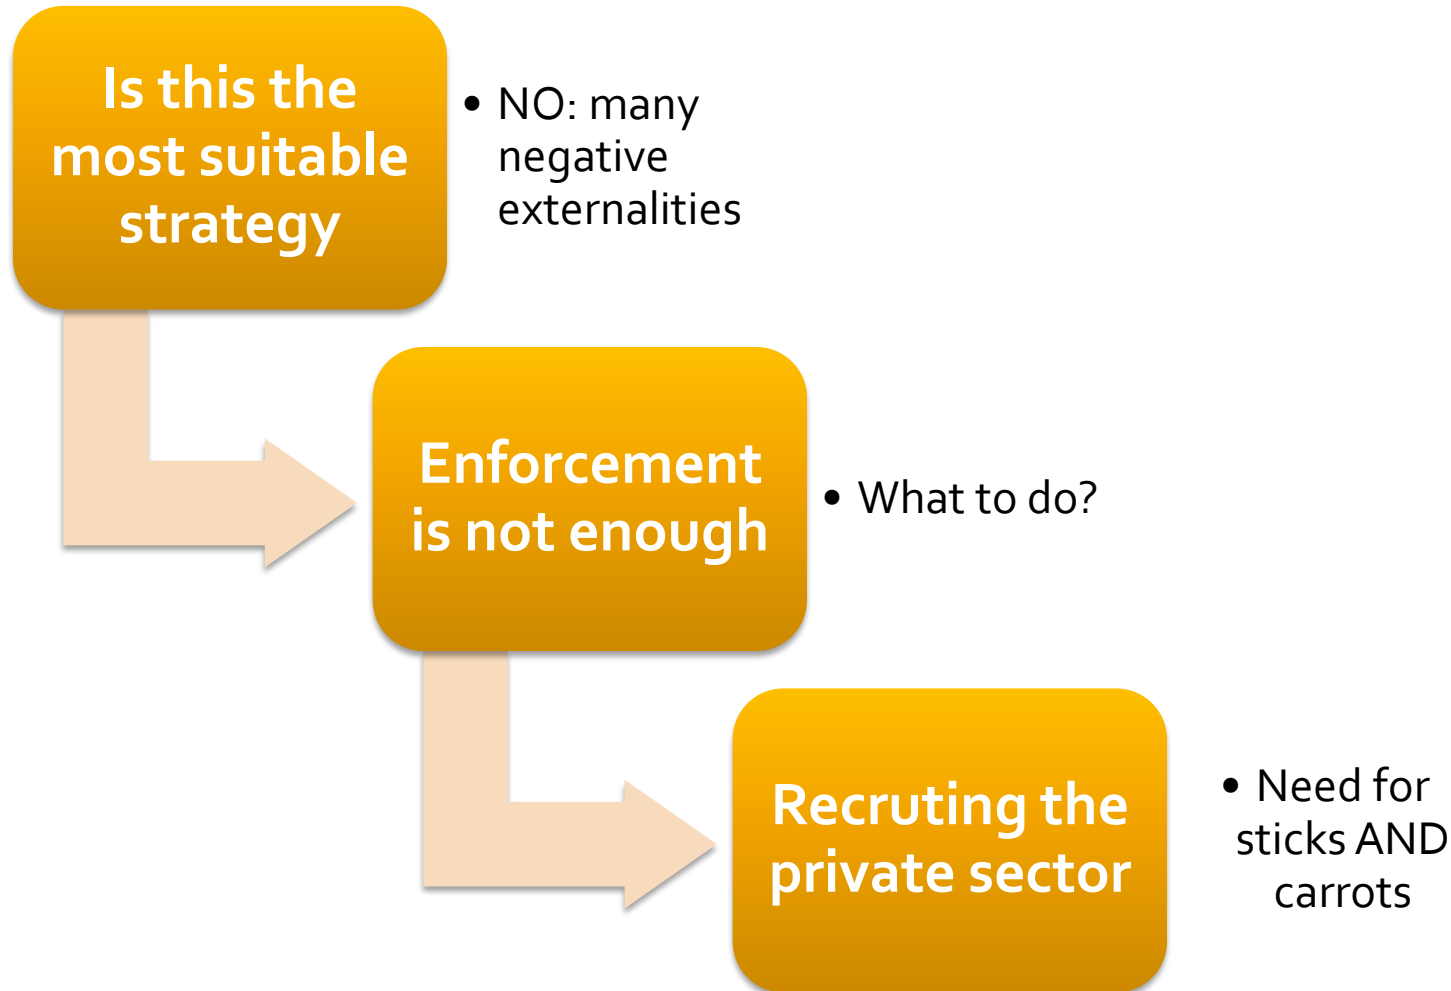 Is this the
most suitable
strategy
• NO: many
negative
externalities
Enforcement
is not enough
• What to do?
Recruting the
private sector
• Need for
sticks AND
carrots